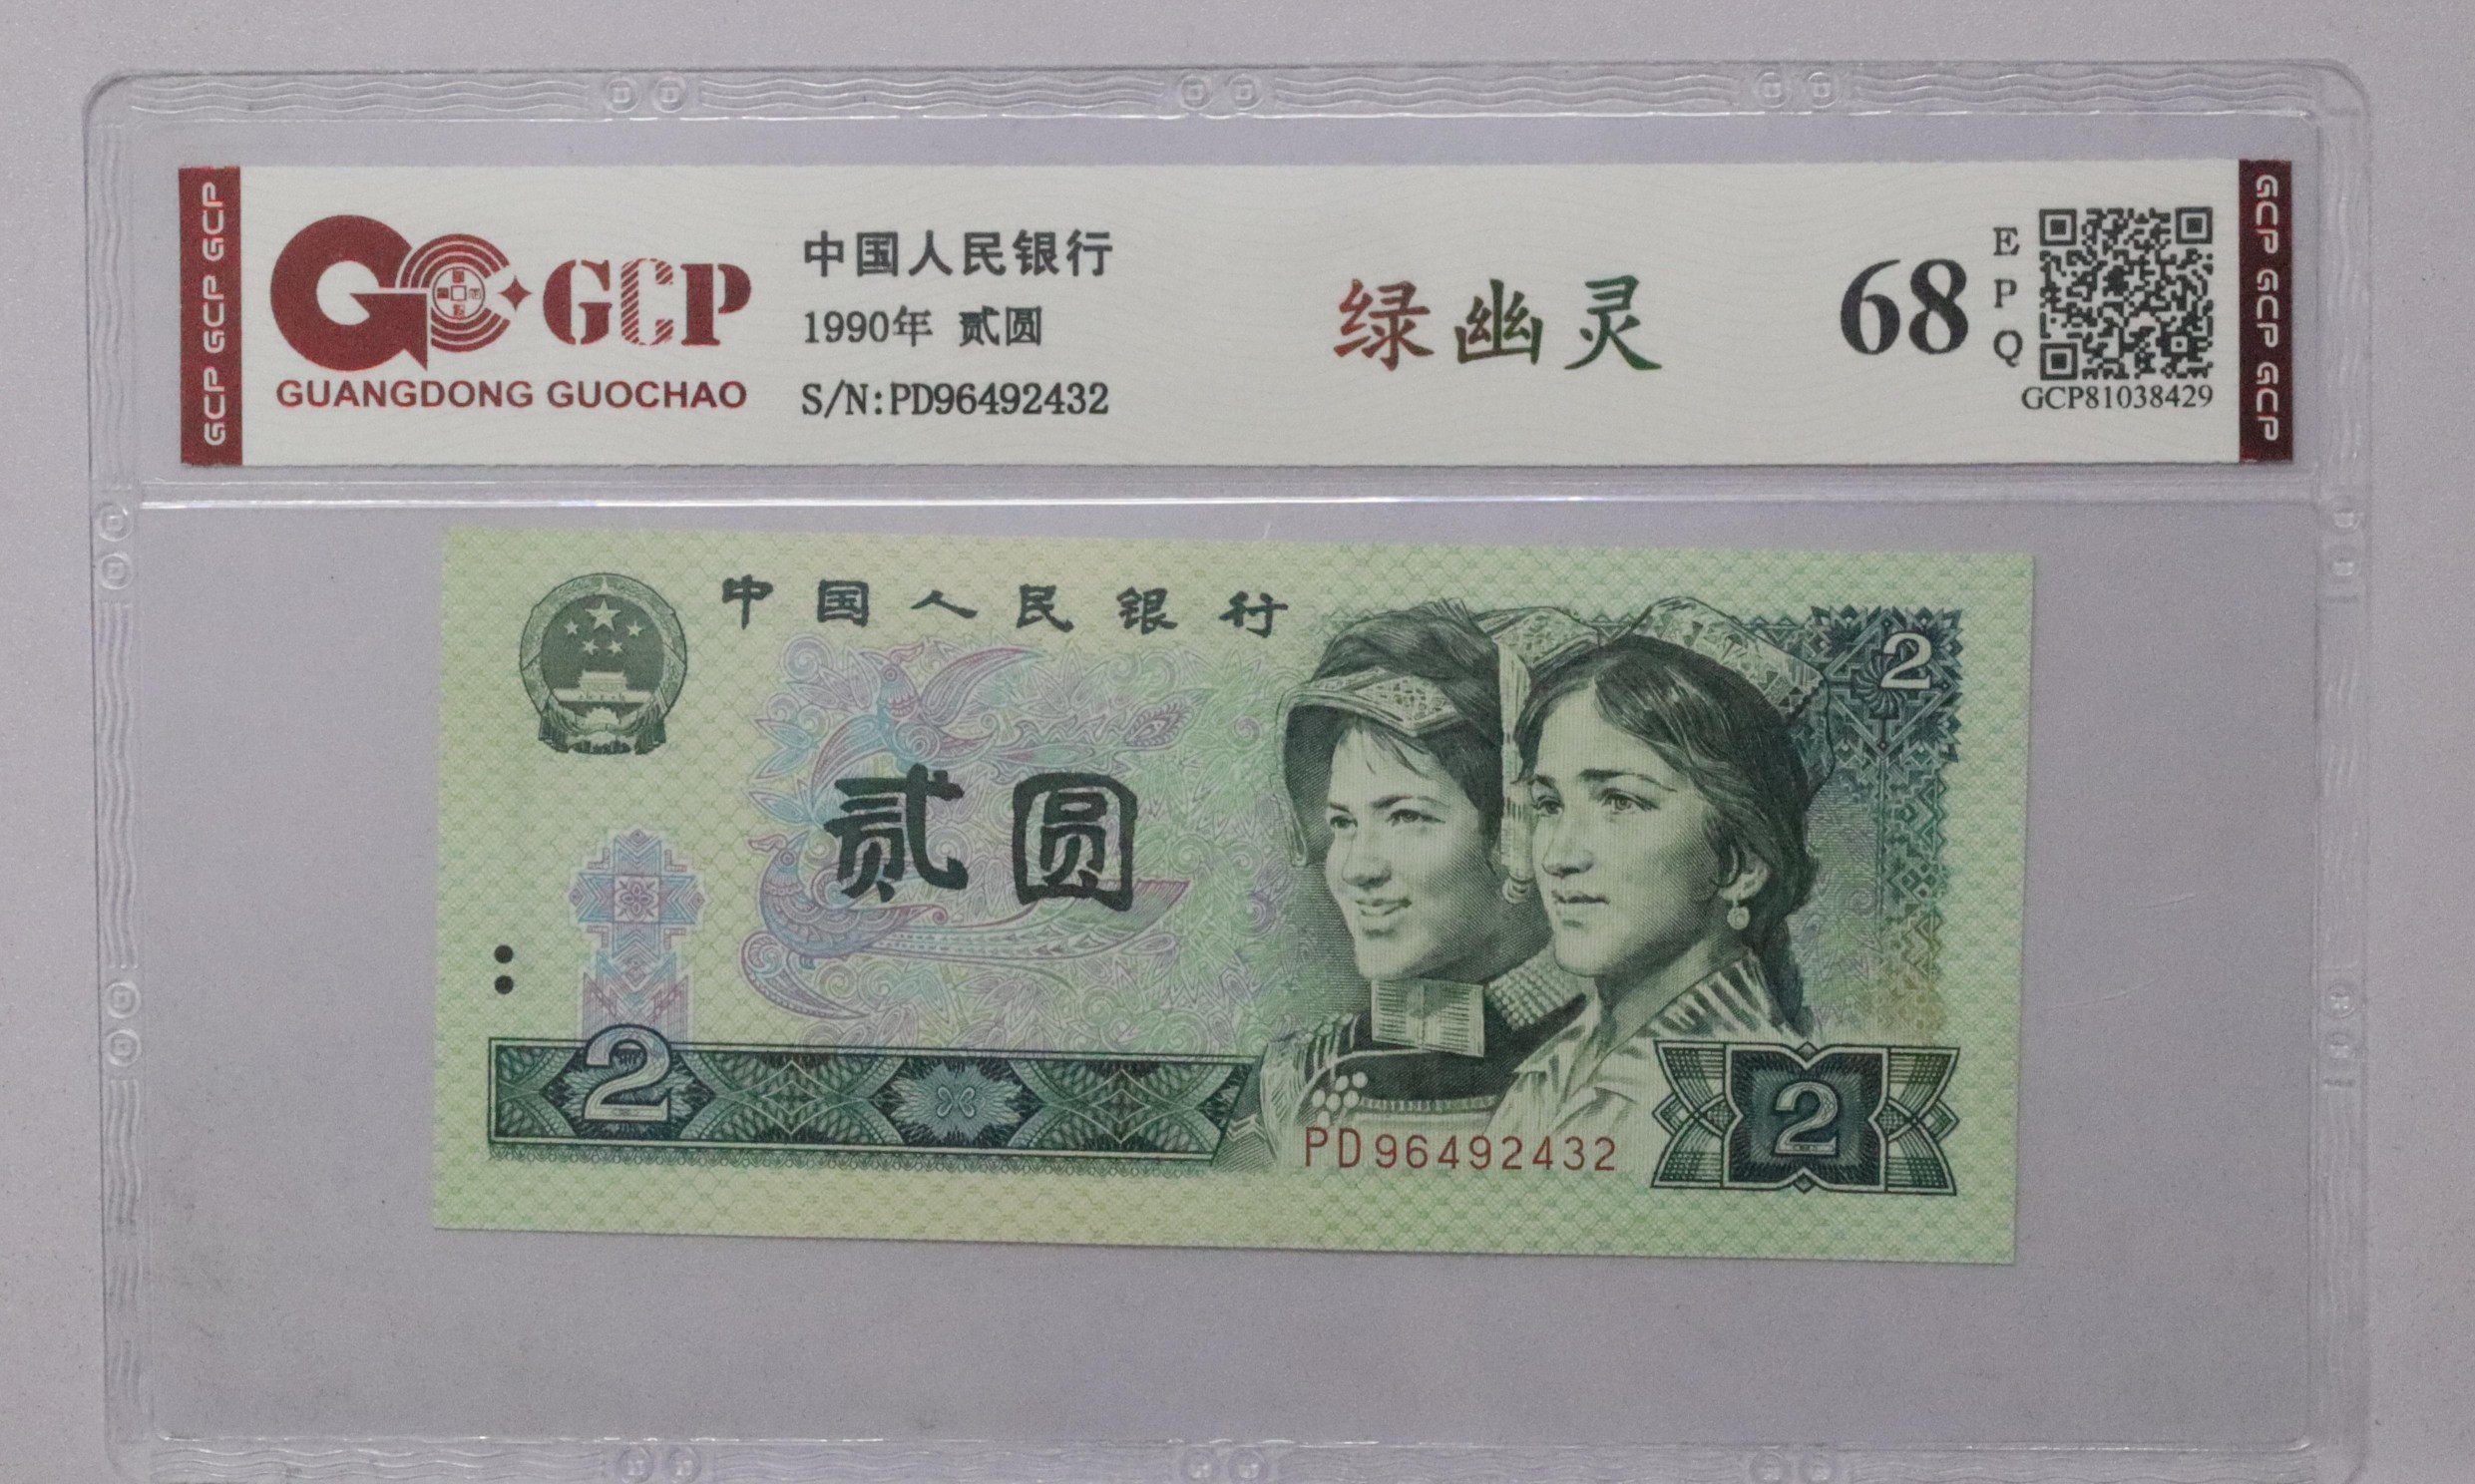 GCP GCP GCP
GCP
GUANGDONG GUOCHAO
中国人民银行
1990年 贰圆
S/N:PD96492432
绿幽灵
68
EPQ
GCP81038429
GCP GCP GCP
中国人民银行
2
贰圆
2
PD96492432
2